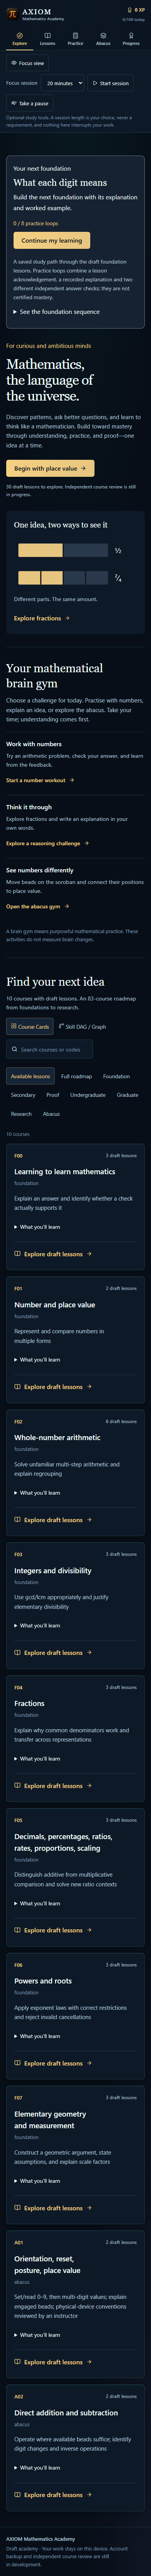 AXIOM
Mathematics Academy
0 XP
0/100 today
Explore
Lessons
Practice
Abacus
Progress
Focus view
Focus session
20 minutes
Start session
Take a pause
Optional study tools. A session length is your choice, never a
requirement, and nothing here interrupts your work.
Your next foundation
What each digit means
Build the next foundation with its explanation
and worked example.
0 / 8 practice loops
Continue my learning
A saved study path through the draft
foundation lessons. Practice loops combine a lesson
acknowledgement, a recorded explanation and two
different independent answer checks; they are not
certified mastery.
See the foundation sequence
For curious and ambitious minds
Mathematics,
the language of
the universe.
Discover patterns, ask better questions, and learn to
think like a mathematician. Build toward mastery
through understanding, practice, and proof—one
idea at a time.
Begin with place value
30 draft lessons to explore. Independent course review is still
in progress.
One idea, two ways to see it
½
²⁄₄
Different parts. The same amount.
Explore fractions
Your mathematical
brain gym
Choose a challenge for today. Practise with numbers,
explain an idea, or explore the abacus. Take your
time; understanding comes first.
Work with numbers
Try an arithmetic problem, check your answer, and learn
from the feedback.
Start a number workout
Think it through
Explore fractions and write an explanation in your
own words.
Explore a reasoning challenge
See numbers differently
Move beads on the soroban and connect their positions
to place value.
Open the abacus gym
A brain gym is purposeful mathematical practice. These
activities do not measure brain changes.
Find your next idea
10 courses with draft lessons. An 83-course roadmap
from foundations to research.
Course Cards
Skill DAG / Graph
Search courses or codes
Available lessons
Full roadmap
Foundation
Secondary
Proof
Undergraduate
Graduate
Research
Abacus
10 courses
F00
3 draft lessons
Learning to learn mathematics
foundation
Explain an answer and identify whether a check
actually supports it
What you'll learn
Explore draft lessons
F01
2 draft lessons
Number and place value
foundation
Represent and compare numbers in
multiple forms
What you'll learn
Explore draft lessons
F02
6 draft lessons
Whole-number arithmetic
foundation
Solve unfamiliar multi-step arithmetic and
explain regrouping
What you'll learn
Explore draft lessons
F03
3 draft lessons
Integers and divisibility
foundation
Use gcd/lcm appropriately and justify
elementary divisibility
What you'll learn
Explore draft lessons
F04
3 draft lessons
Fractions
foundation
Explain why common denominators work and
transfer across representations
What you'll learn
Explore draft lessons
F05
3 draft lessons
Decimals, percentages, ratios,
rates, proportions, scaling
foundation
Distinguish additive from multiplicative
comparison and solve new ratio contexts
What you'll learn
Explore draft lessons
F06
3 draft lessons
Powers and roots
foundation
Apply exponent laws with correct restrictions
and reject invalid cancellations
What you'll learn
Explore draft lessons
F07
3 draft lessons
Elementary geometry
and measurement
foundation
Construct a geometric argument, state
assumptions, and explain scale factors
What you'll learn
Explore draft lessons
A01
2 draft lessons
Orientation, reset,
posture, place value
abacus
Set/read 0–9, then multi-digit values; explain
engaged beads; physical-device conventions
reviewed by an instructor
What you'll learn
Explore draft lessons
A02
2 draft lessons
Direct addition and subtraction
abacus
Operate where available beads suffice; identify
digit changes and inverse operations
What you'll learn
Explore draft lessons
AXIOM Mathematics Academy
Draft academy · Your work stays on this device. Account
backup and independent course review are still
in development.